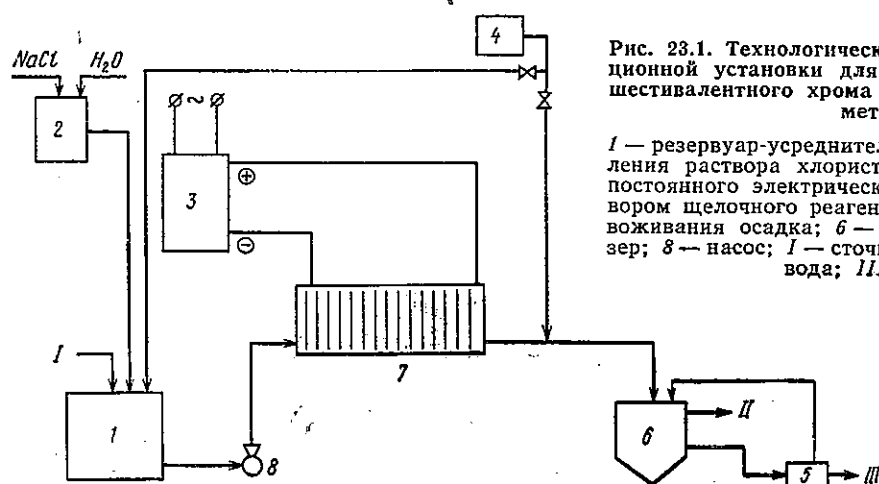 NaCl H₂O
4
2
3
⊕
⊖
I
1
8
7
6
II
5
III
Рис. 23.1. Технологическ
ционной установки для
шестивалентного хрома
мет
1 — резервуар-усреднител
ления раствора хлорист
постоянного электрическ
вором щелочного реаген
воживания осадка; 6 —
зер; 8 — насос; I — сточн
вода; II